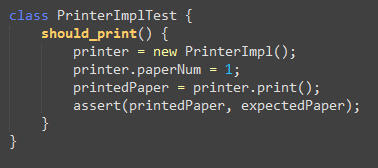 class PrinterImplTest {
    should_print() {
        printer = new PrinterImpl();
        printer.paperNum = 1;
        printedPaper = printer.print();
        assert(printedPaper, expectedPaper);
    }
}